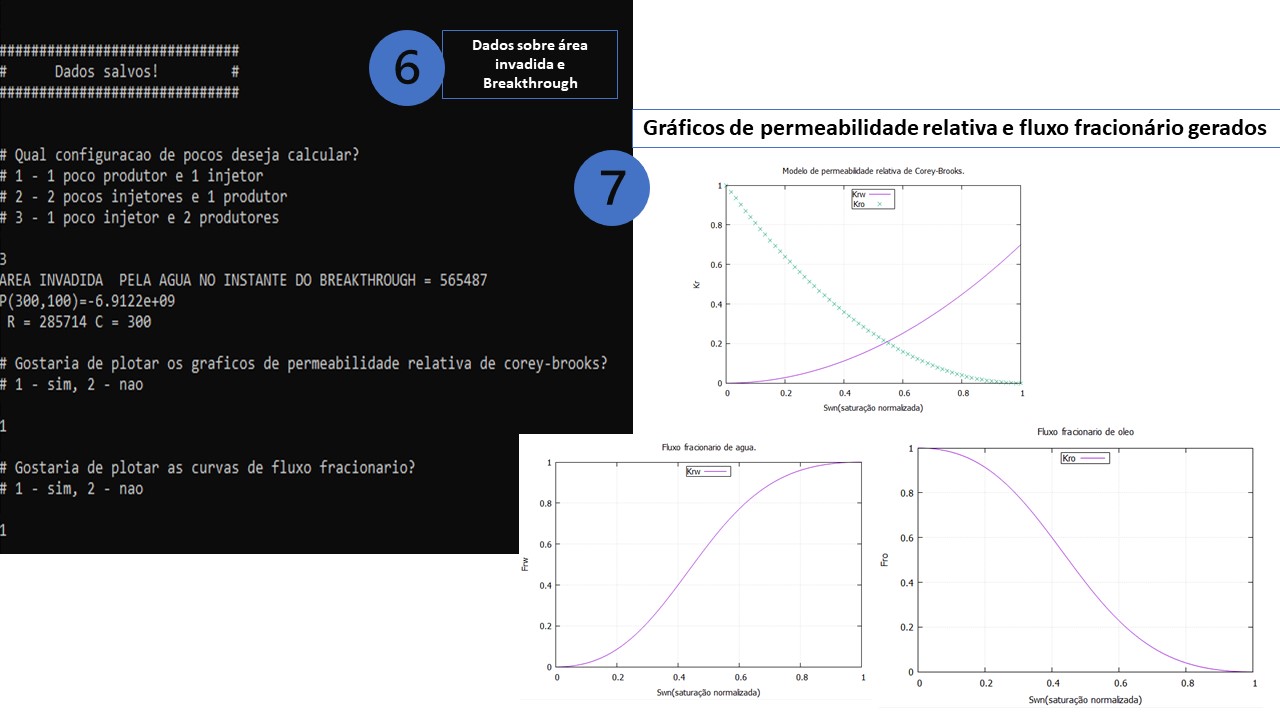 ##############################
#      Dados salvos!         #
##############################
# Qual configuracao de pocos deseja calcular?
# 1 - 1 poco produtor e 1 injetor
# 2 - 2 pocos injetores e 1 produtor
# 3 - 1 poco injetor e 2 produtores
3
AREA INVADIDA  PELA AGUA NO INSTANTE DO BREAKTHROUGH = 565487
P(300,100)=-6.9122e+09
R = 285714 C = 300
# Gostaria de plotar os graficos de permeabilidade relativa de corey-brooks?
# 1 - sim, 2 - nao
1
# Gostaria de plotar as curvas de fluxo fracionario?
# 1 - sim, 2 - nao
1
6
Dados sobre área
invadida e
Breakthrough
Gráficos de permeabilidade relativa e fluxo fracionário gerados
7
Modelo de permeabilidade relativa de Corey-Brooks.
Krw
Kro
1
0.8
0.6
0.4
0.2
0
Kr
0 0.2 0.4 0.6 0.8 1
Swn(saturação normalizada)
Fluxo fracionario de agua.
Krw
1
0.8
0.6
0.4
0.2
0
Frw
0 0.2 0.4 0.6 0.8 1
Swn(saturação normalizada)
Fluxo fracionario de oleo
Kro
1
0.8
0.6
0.4
0.2
0
Fro
0 0.2 0.4 0.6 0.8 1
Swn(saturação normalizada)